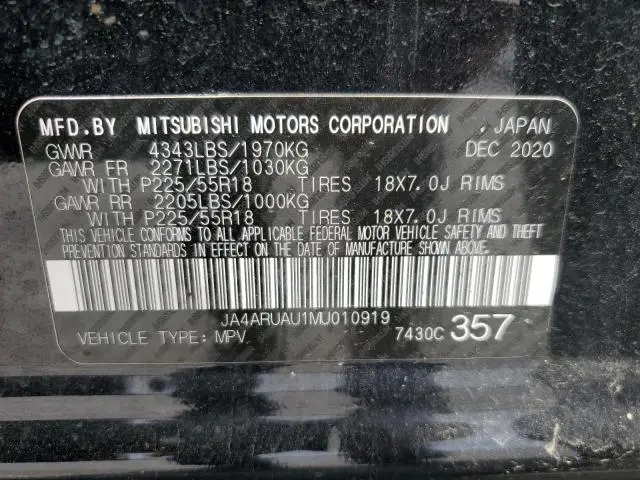 MFD.BY MITSUBISHI MOTORS CORPORATION , JAPAN
GVWR 4343LBS/1970KG DEC 2020
GAWR FR 2271LBS/1030KG
WITH P225/55R18 TIRES 18X7.0J RIMS
GAWR RR 2205LBS/1000KG
WITH P225/55R18 TIRES 18X7.0J RIMS
THIS VEHICLE CONFORMS TO ALL APPLICABLE FEDERAL MOTOR VEHICLE SAFETY AND THEFT
PREVENTION STANDARDS IN EFFECT ON THE DATE OF MANUFACTURE SHOWN ABOVE.
JA4ARUAU1MU010919
VEHICLE TYPE: MPV 7430C 357